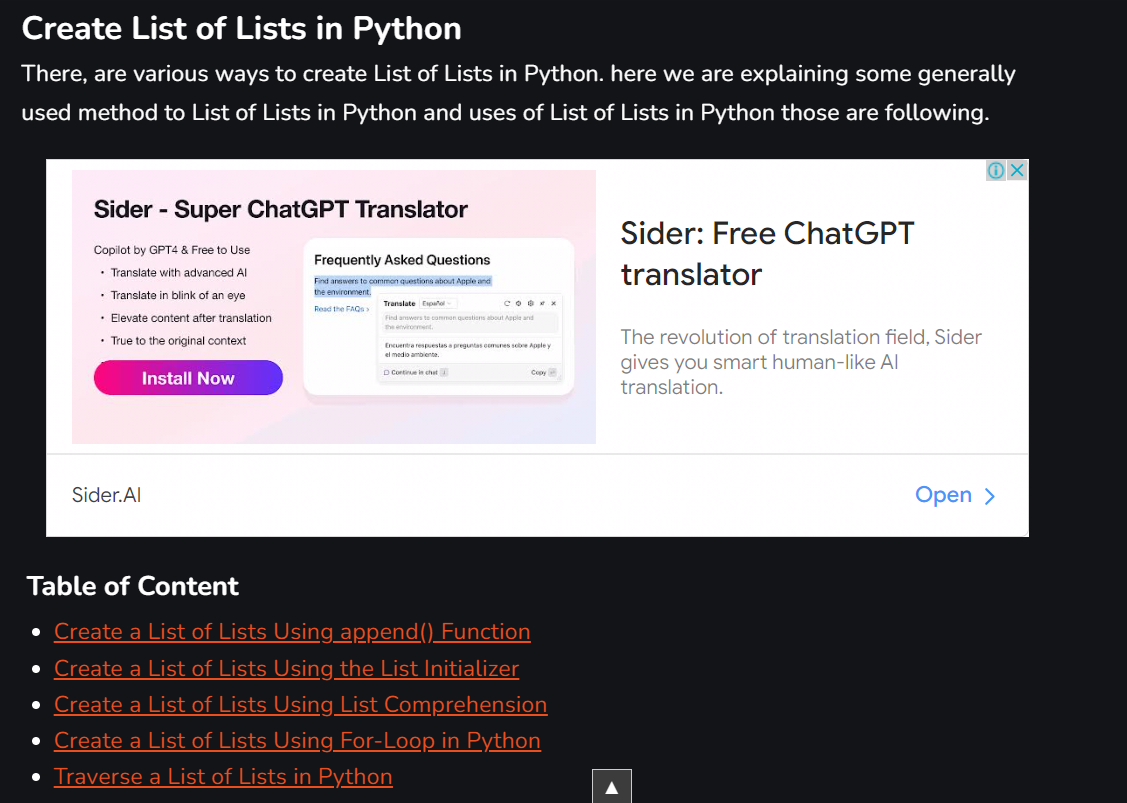 Create List of Lists in Python
There, are various ways to create List of Lists in Python. here we are explaining some generally
used method to List of Lists in Python and uses of List of Lists in Python those are following.
Sider - Super ChatGPT Translator
Copilot by GPT4 & Free to Use
• Translate with advanced AI
• Translate in blink of an eye
• Elevate content after translation
• True to the original context
Install Now
Frequently Asked Questions
Find answers to common questions about Apple and
the environment.
Read the FAQs >
Translate Español
Find answers to common questions about Apple and
the environment.
Encuentra respuestas a preguntas comunes sobre Apple y
el medio ambiente.
Continue in chat
Copy
Sider: Free ChatGPT
translator
The revolution of translation field, Sider
gives you smart human-like AI
translation.
Sider.AI
Open >
Table of Content
• Create a List of Lists Using append() Function
• Create a List of Lists Using the List Initializer
• Create a List of Lists Using List Comprehension
• Create a List of Lists Using For-Loop in Python
• Traverse a List of Lists in Python